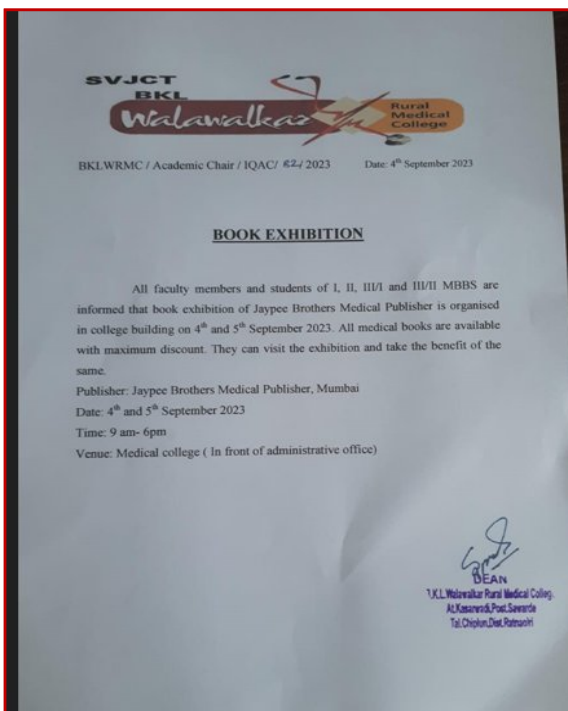 SVJCT
BKL
Walawalkar
Rural
Medical
College
BKLWRMC / Academic Chair / IQAC/ 82/ 2023 Date: 4th September 2023
BOOK EXHIBITION
All faculty members and students of I, II, III/I and III/II MBBS are
informed that book exhibition of Jaypee Brothers Medical Publisher is organised
in college building on 4th and 5th September 2023. All medical books are available
with maximum discount. They can visit the exhibition and take the benefit of the
same.
Publisher: Jaypee Brothers Medical Publisher, Mumbai
Date: 4th and 5th September 2023
Time: 9 am- 6pm
Venue: Medical college ( In front of administrative office)
DEAN
.K.L.Walawalkar Rural Medical Colleg.
At.Kasarwadi,Post.Sawarde
Tal.Chiplun,Dist.Ratnagiri